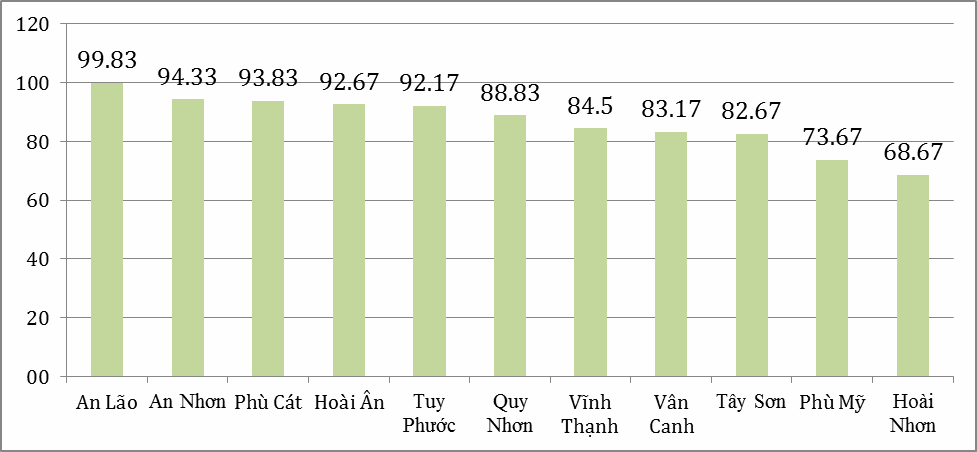 120
100
80
60
40
20
00
99.83
94.33
93.83
92.67
92.17
88.83
84.5
83.17
82.67
73.67
68.67
An Lão
An Nhơn
Phù Cát
Hoài Ân
Tuy
Phước
Quy
Nhơn
Vĩnh
Thạnh
Vân
Canh
Tây Sơn
Phù Mỹ
Hoài
Nhơn